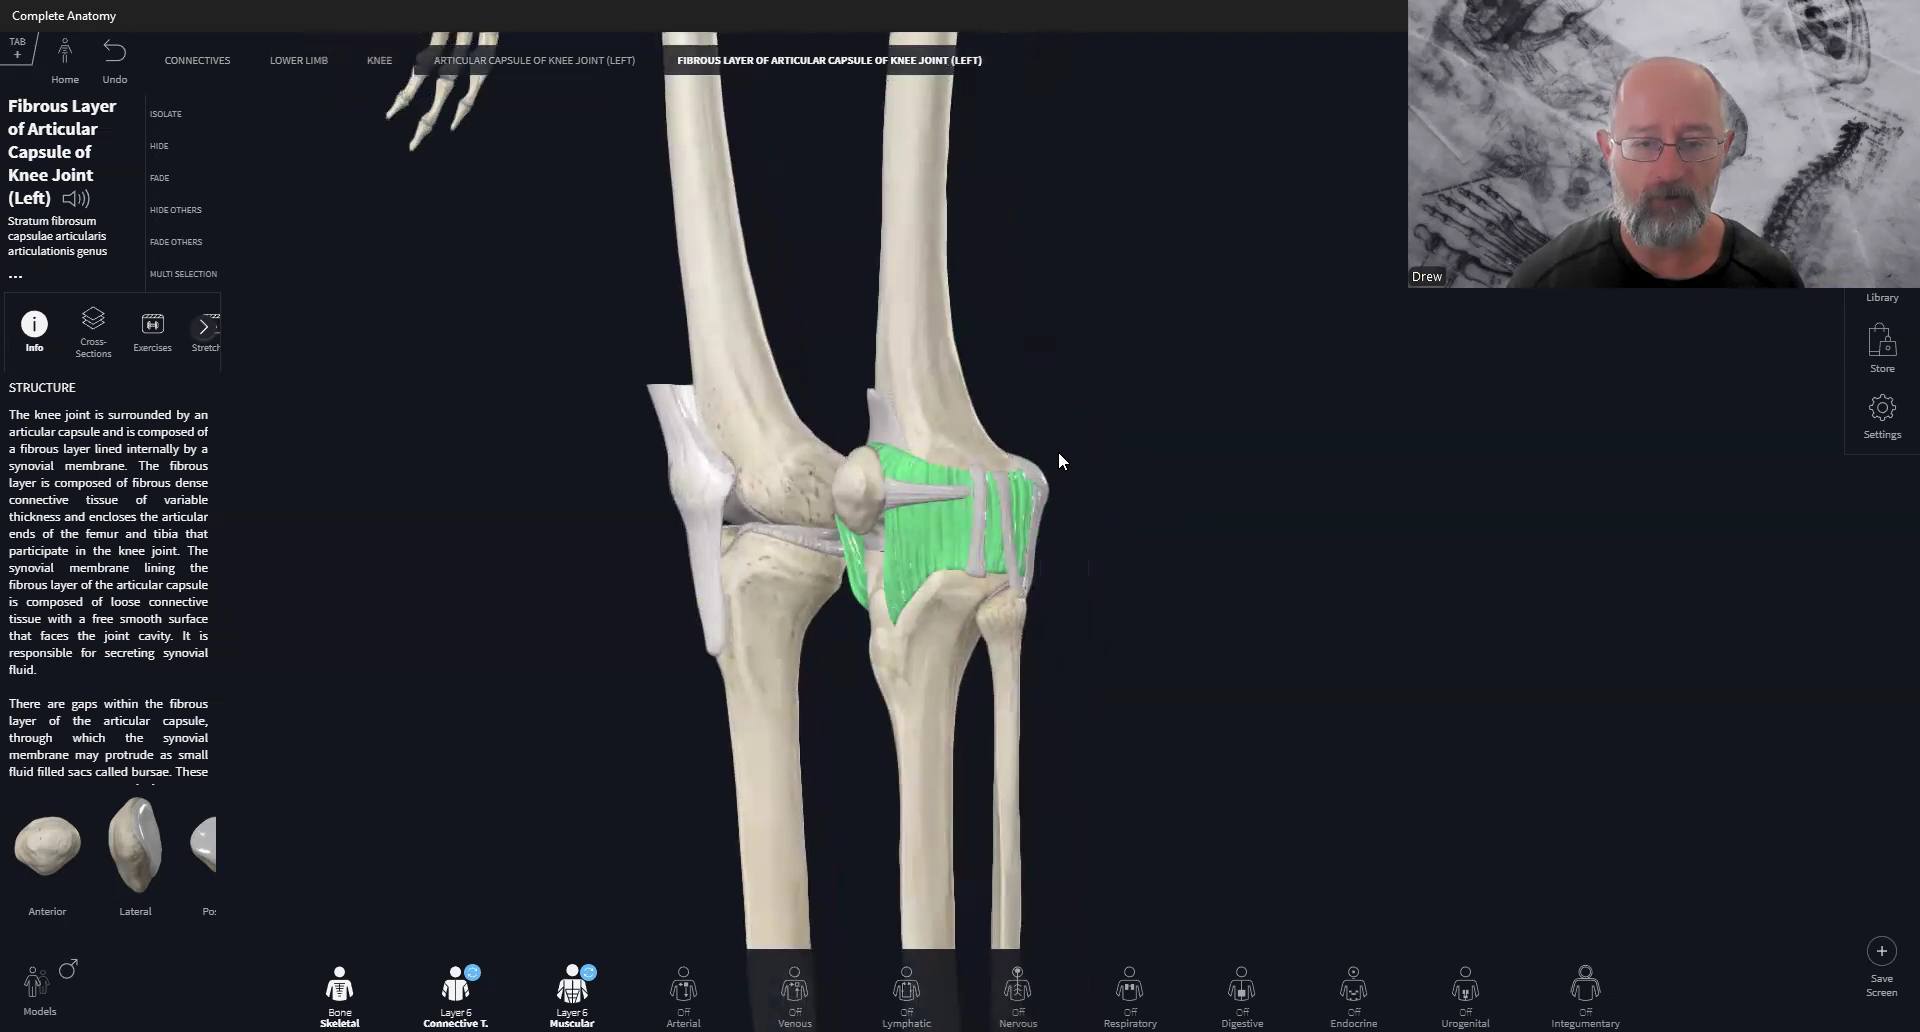 Complete Anatomy
TAB
+
Home
Undo
CONNECTIVES
LOWER LIMB
KNEE
ARTICULAR CAPSULE OF KNEE JOINT (LEFT)
FIBROUS LAYER OF ARTICULAR CAPSULE OF KNEE JOINT (LEFT)
Fibrous Layer
of Articular
Capsule of
Knee Joint
(Left)
Stratum fibrosum
capsulae articularis
articulationis genus
...
ISOLATE
HIDE
FADE
HIDE OTHERS
FADE OTHERS
MULTI SELECTION
Info
Cross-
Sections
Exercises
Stretch
STRUCTURE
The knee joint is surrounded by an
articular capsule and is composed of
a fibrous layer lined internally by a
synovial membrane. The fibrous
layer is composed of fibrous dense
connective tissue of variable
thickness and encloses the articular
ends of the femur and tibia that
participate in the knee joint. The
synovial membrane lining the
fibrous layer of the articular capsule
is composed of loose connective
tissue with a free smooth surface
that faces the joint cavity. It is
responsible for secreting synovial
fluid.
There are gaps within the fibrous
layer of the articular capsule,
through which the synovial
membrane may protrude as small
fluid filled sacs called bursae. These
Anterior
Lateral
Pos
Models
Drew
Library
Store
Settings
Save
Screen
Bone
Skeletal
Layer 6
Connective T.
Layer 6
Muscular
Off
Arterial
Off
Venous
Off
Lymphatic
Off
Nervous
Off
Respiratory
Off
Digestive
Off
Endocrine
Off
Urogenital
Off
Integumentary